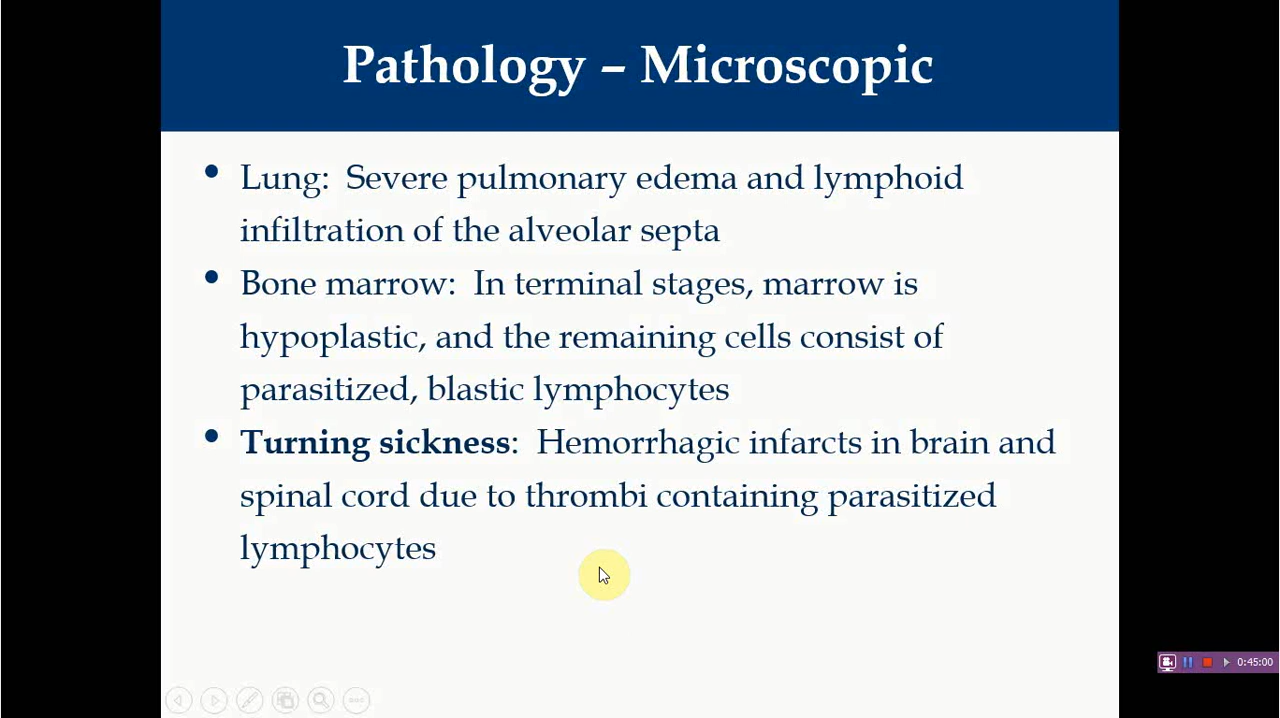 Pathology – Microscopic
• Lung: Severe pulmonary edema and lymphoid
infiltration of the alveolar septa
• Bone marrow: In terminal stages, marrow is
hypoplastic, and the remaining cells consist of
parasitized, blastic lymphocytes
• Turning sickness: Hemorrhagic infarcts in brain and
spinal cord due to thrombi containing parasitized
lymphocytes
0:45:00